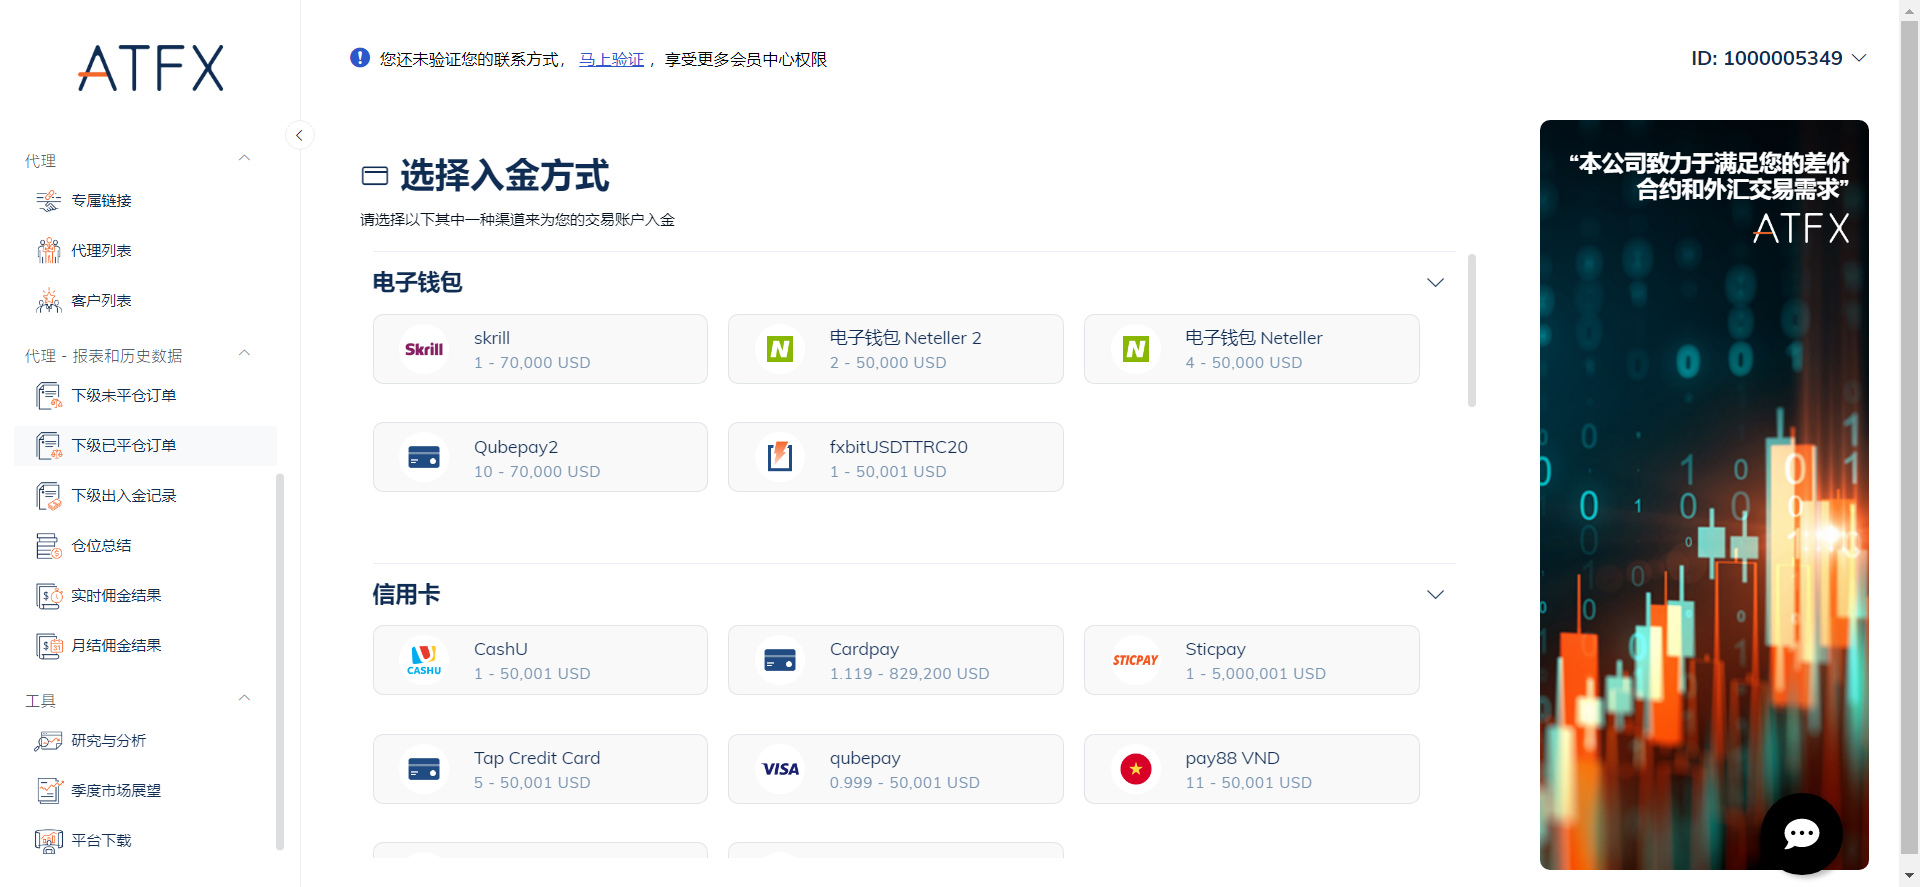 ATFX
您还未验证您的联系方式， 马上验证 ，享受更多会员中心权限
ID: 1000005349
代理
专属链接
代理列表
客户列表
代理 - 报表和历史数据
下级未平仓订单
下级已平仓订单
下级出入金记录
仓位总结
实时佣金结果
月结佣金结果
工具
研究与分析
季度市场展望
平台下载
选择入金方式
请选择以下其中一种渠道来为您的交易账户入金
电子钱包
Skrill
skrill
1 - 70,000 USD
N
电子钱包 Neteller 2
2 - 50,000 USD
N
电子钱包 Neteller
4 - 50,000 USD
Qubepay2
10 - 70,000 USD
fxbitUSDTTRC20
1 - 50,001 USD
信用卡
CASHU
CashU
1 - 50,001 USD
Cardpay
1.119 - 829,200 USD
STICPAY
Sticpay
1 - 5,000,001 USD
Tap Credit Card
5 - 50,001 USD
VISA
qubepay
0.999 - 50,001 USD
pay88 VND
11 - 50,001 USD
“本公司致力于满足您的差价
合约和外汇交易需求”
ATFX